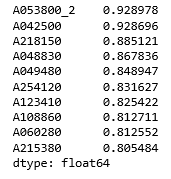 A053800_2    0.928978
A042500      0.928696
A218150      0.885121
A048830      0.867836
A049480      0.848947
A254120      0.831627
A123410      0.825422
A108860      0.812711
A060280      0.812552
A215380      0.805484
dtype: float64